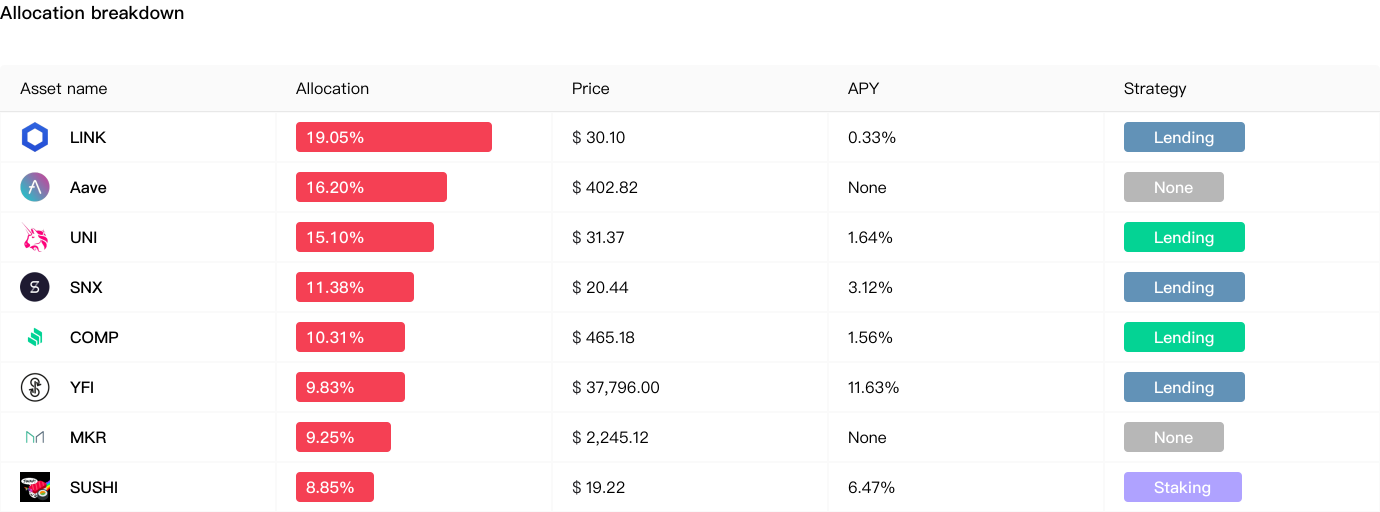 Allocation breakdown
Asset name Allocation Price APY Strategy
LINK 19.05% $ 30.10 0.33% Lending
Aave 16.20% $ 402.82 None None
UNI 15.10% $ 31.37 1.64% Lending
SNX 11.38% $ 20.44 3.12% Lending
COMP 10.31% $ 465.18 1.56% Lending
YFI 9.83% $ 37,796.00 11.63% Lending
MKR 9.25% $ 2,245.12 None None
SUSHI 8.85% $ 19.22 6.47% Staking